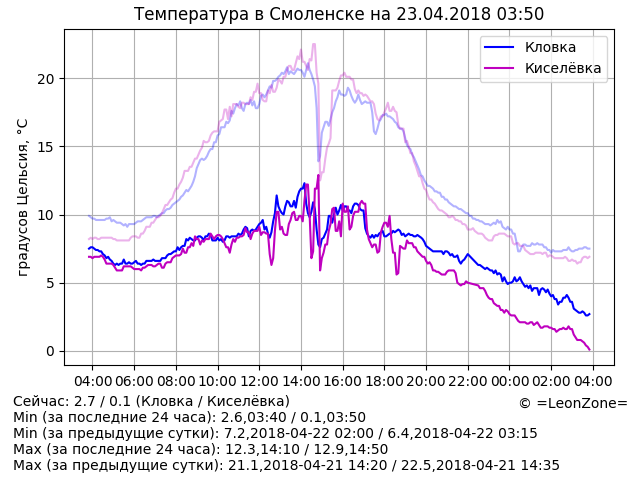 Температура в Смоленске на 23.04.2018 03:50
Кловка
Киселёвка
градусов Цельсия, °C
20
15
10
5
0
04:00 06:00 08:00 10:00 12:00 14:00 16:00 18:00 20:00 22:00 00:00 02:00 04:00
Сейчас: 2.7 / 0.1 (Кловка / Киселёвка)
© =LeonZone=
Min (за последние 24 часа): 2.6,03:40 / 0.1,03:50
Min (за предыдущие сутки): 7.2,2018-04-22 02:00 / 6.4,2018-04-22 03:15
Max (за последние 24 часа): 12.3,14:10 / 12.9,14:50
Max (за предыдущие сутки): 21.1,2018-04-21 14:20 / 22.5,2018-04-21 14:35